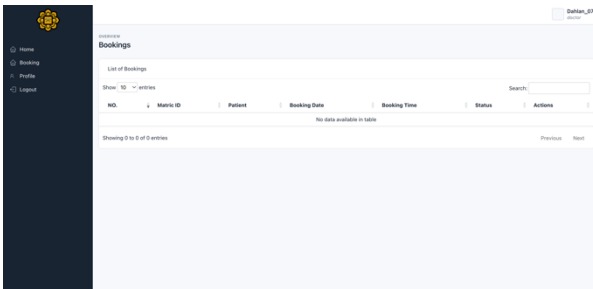 Dahlan_07
doctor
Home
Booking
Profile
Logout
OVERVIEW
Bookings
List of Bookings
Show 10 entries
Search:
NO. Matric ID Patient Booking Date Booking Time Status Actions
No data available in table
Showing 0 to 0 of 0 entries
Previous Next